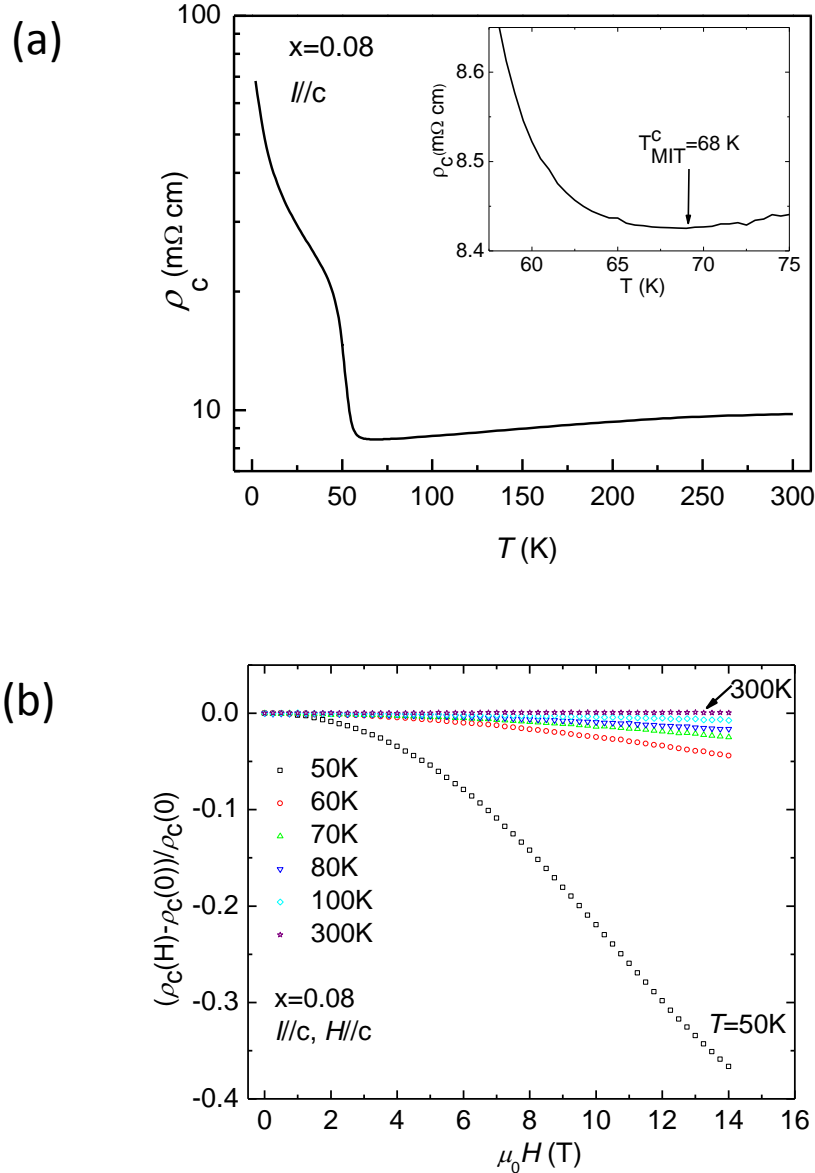 (a)
x=0.08
I//c
ρc (mΩ cm)
100
10
0 50 100 150 200 250 300
T (K)
ρc(mΩ cm)
8.6
8.5
8.4
T^c_MIT=68 K
60 65 70 75
T (K)
(b)
(ρc(H)-ρc(0))/ρc(0)
0.0
-0.1
-0.2
-0.3
-0.4
300K
50K
60K
70K
80K
100K
300K
x=0.08
I//c, H//c
T=50K
0 2 4 6 8 10 12 14 16
μ₀H (T)